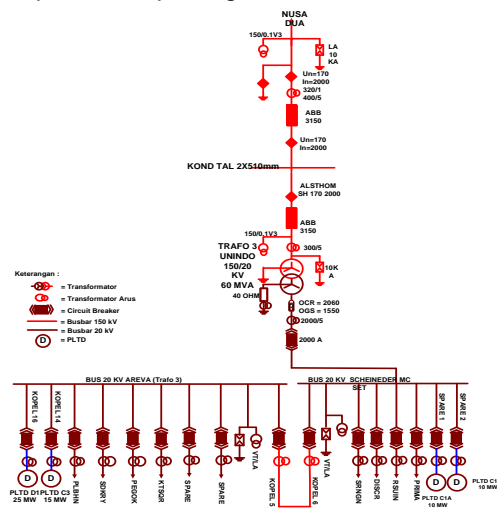 NUSA
DUA
150/0.1V3
LA
10
KA
Un=170
In=2000
320/1
400/5
ABB
3150
Un=170
In=2000
KOND TAL 2X510mm
ALSTHOM
SH 170 2000
ABB
3150
150/0.1V3
300/5
TRAFO 3
UNINDO
150/20
KV
60 MVA
10K
A
40 OHM
OCR = 2060
OGS = 1550
2000/5
2000 A
Keterangan :
= Transformator
= Transformator Arus
= Circuit Breaker
= Busbar 150 kV
= Busbar 20 kV
D = PLTD
BUS 20 KV AREVA (Trafo 3)
BUS 20 KV SCHEINEDER MC
SET
KOPEL 16
KOPEL 14
PLBHN
SDKRY
PEGOK
KTSQR
SPARE
SPARE
VT/LA
KOPEL 5
KOPEL 6
VT/LA
SRNGN
DISCR
RSUIN
PRIMA
SPARE 1
SPARE 2
D
D
D
D
PLTD D1
25 MW
PLTD C3
15 MW
PLTD C1A
10 MW
PLTD C1
10 MW